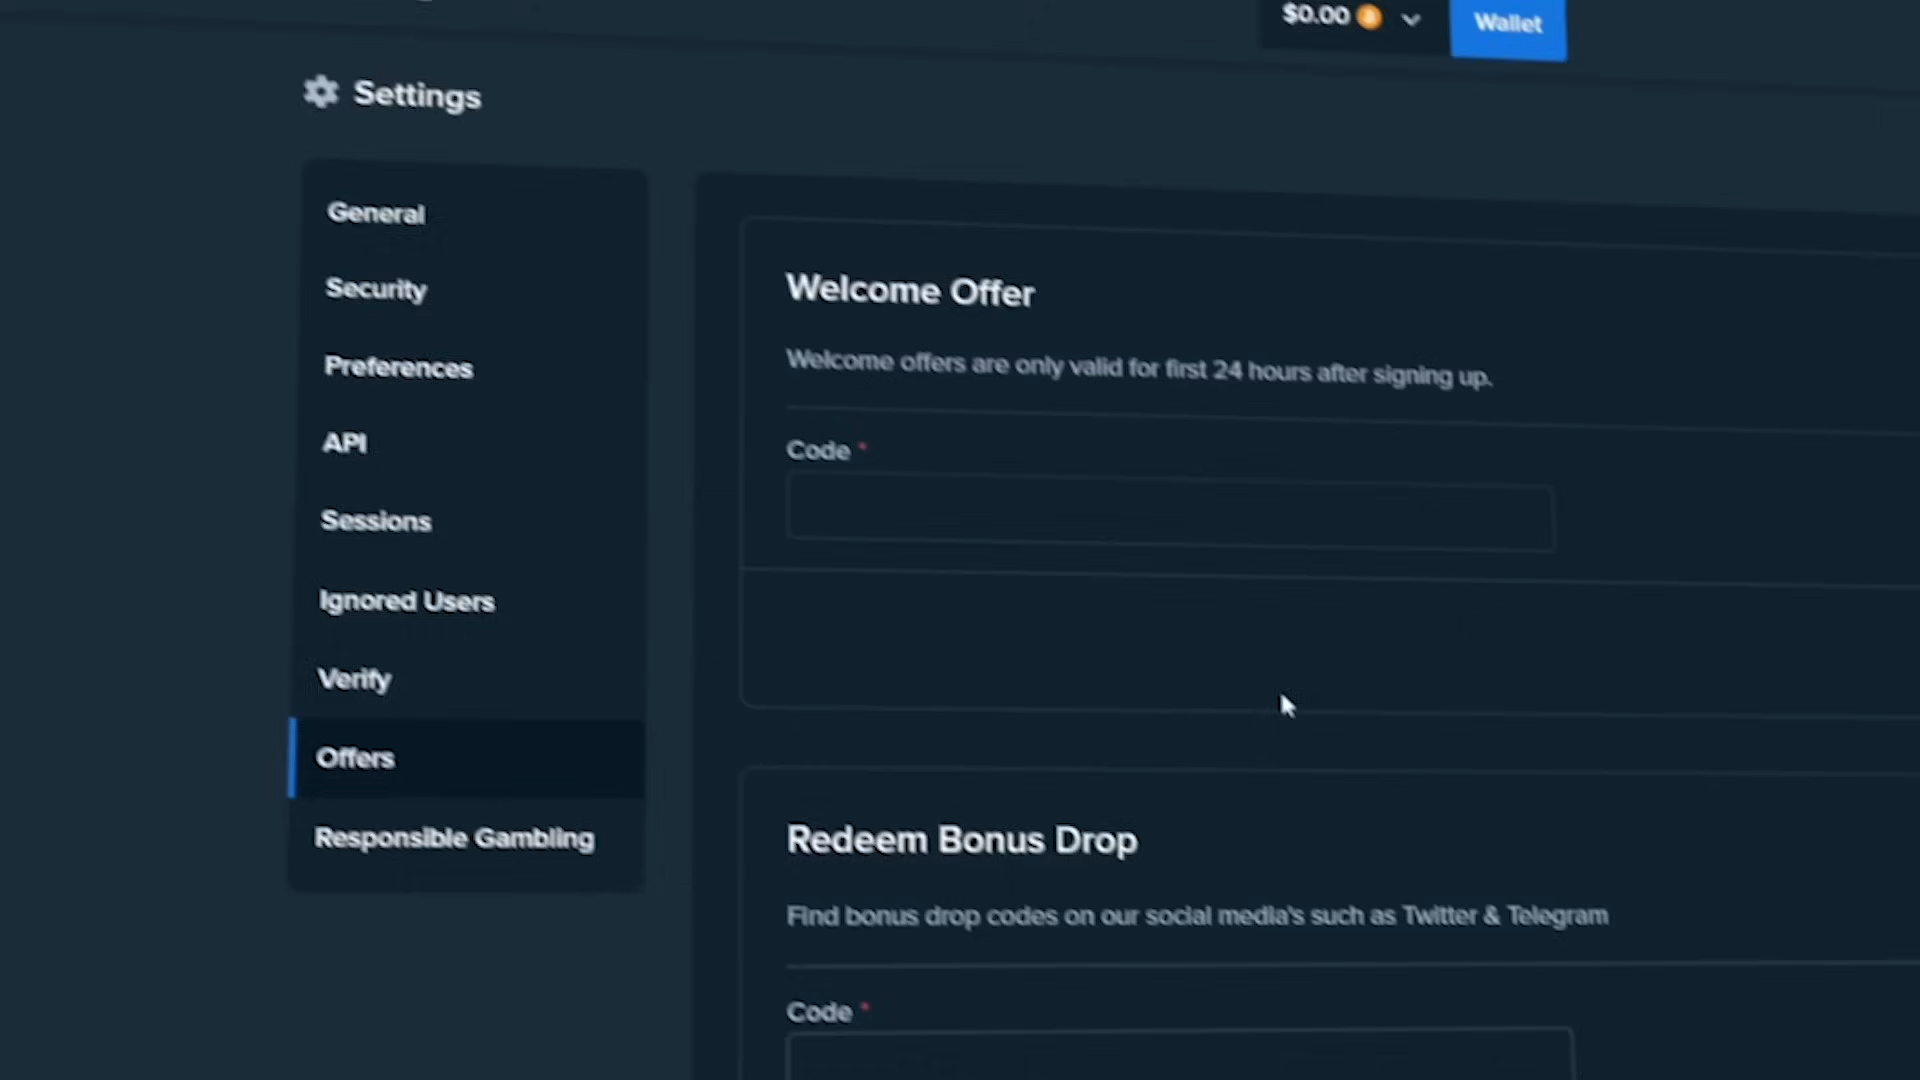 $0.00
Wallet
Settings
General
Security
Preferences
API
Sessions
Ignored Users
Verify
Offers
Responsible Gambling
Welcome Offer
Welcome offers are only valid for first 24 hours after signing up.
Code *
Redeem Bonus Drop
Find bonus drop codes on our social media's such as Twitter & Telegram
Code *